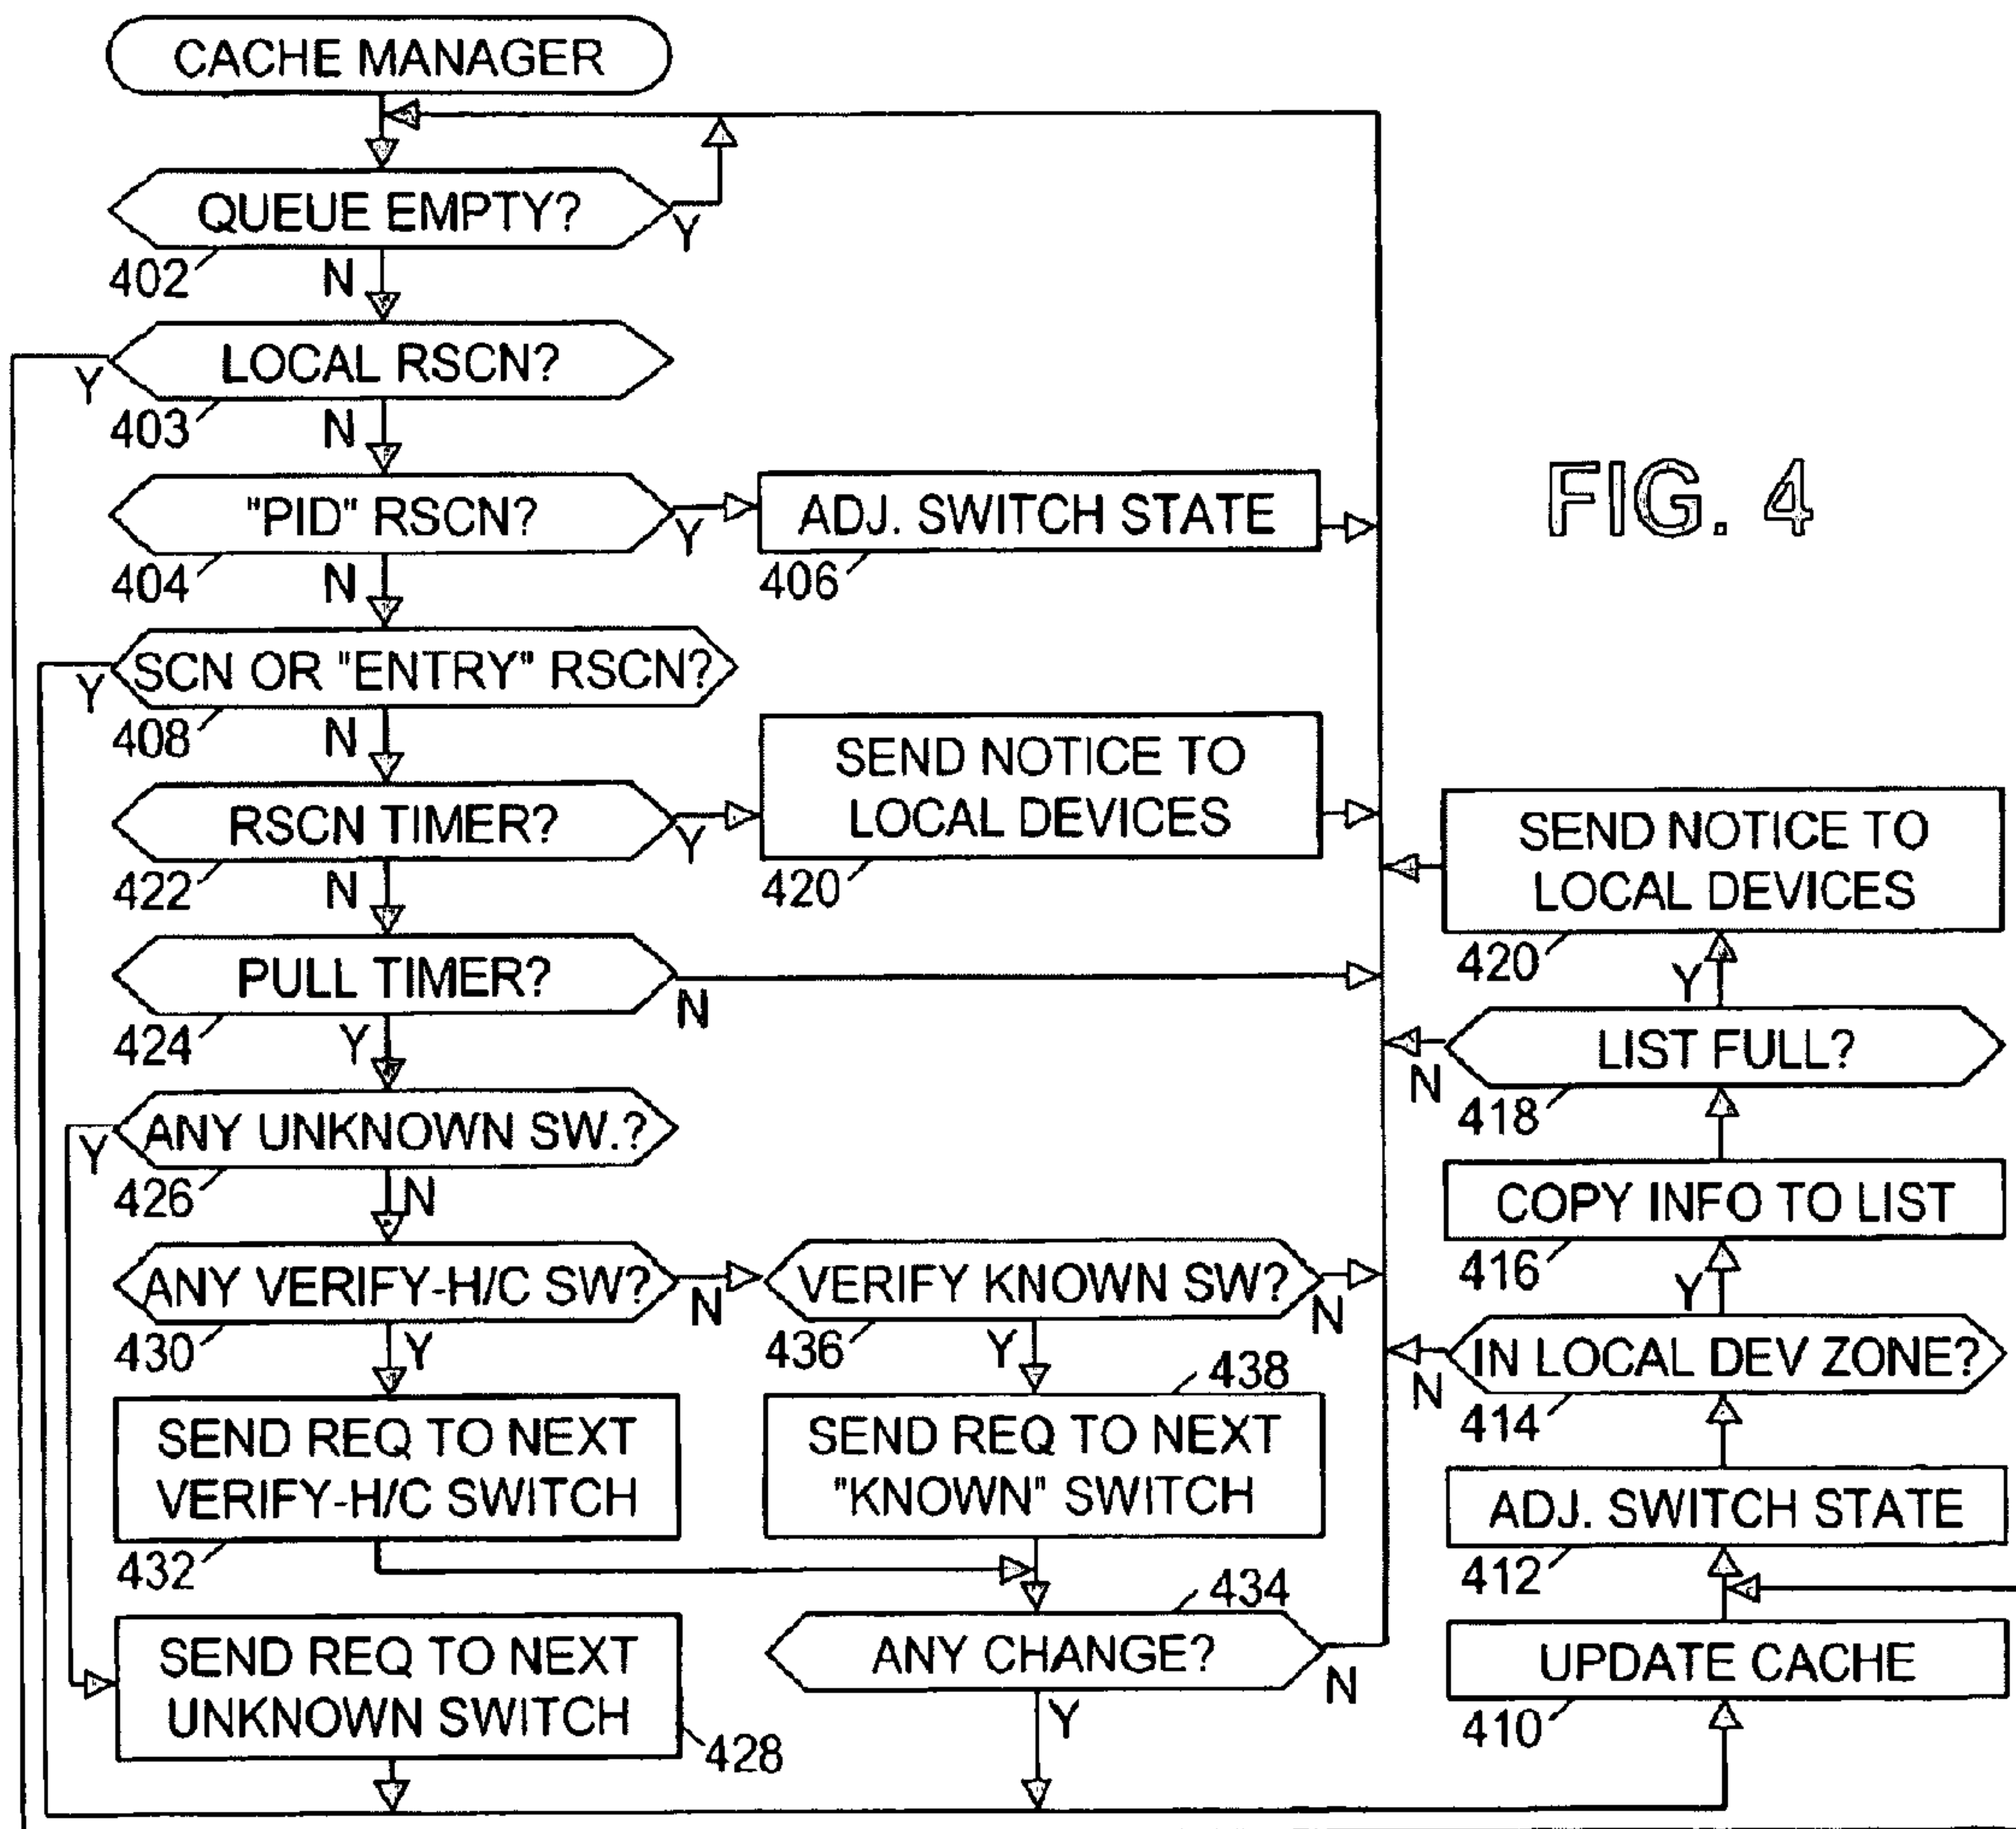 CACHE MANAGER
QUEUE EMPTY?
Y
402
N
LOCAL RSCN?
Y
403
N
"PID" RSCN?
Y
404
N
ADJ. SWITCH STATE
406
FIG. 4
SCN OR "ENTRY" RSCN?
Y
408
N
RSCN TIMER?
Y
422
N
SEND NOTICE TO
LOCAL DEVICES
420
PULL TIMER?
N
424
Y
ANY UNKNOWN SW.?
Y
426
N
ANY VERIFY-H/C SW?
N
430
Y
VERIFY KNOWN SW?
N
436
Y
SEND REQ TO NEXT
VERIFY-H/C SWITCH
432
438
SEND REQ TO NEXT
"KNOWN" SWITCH
434
ANY CHANGE?
N
Y
SEND REQ TO NEXT
UNKNOWN SWITCH
428
SEND NOTICE TO
LOCAL DEVICES
420
Y
LIST FULL?
N
418
COPY INFO TO LIST
416
Y
IN LOCAL DEV ZONE?
N
414
ADJ. SWITCH STATE
412
UPDATE CACHE
410